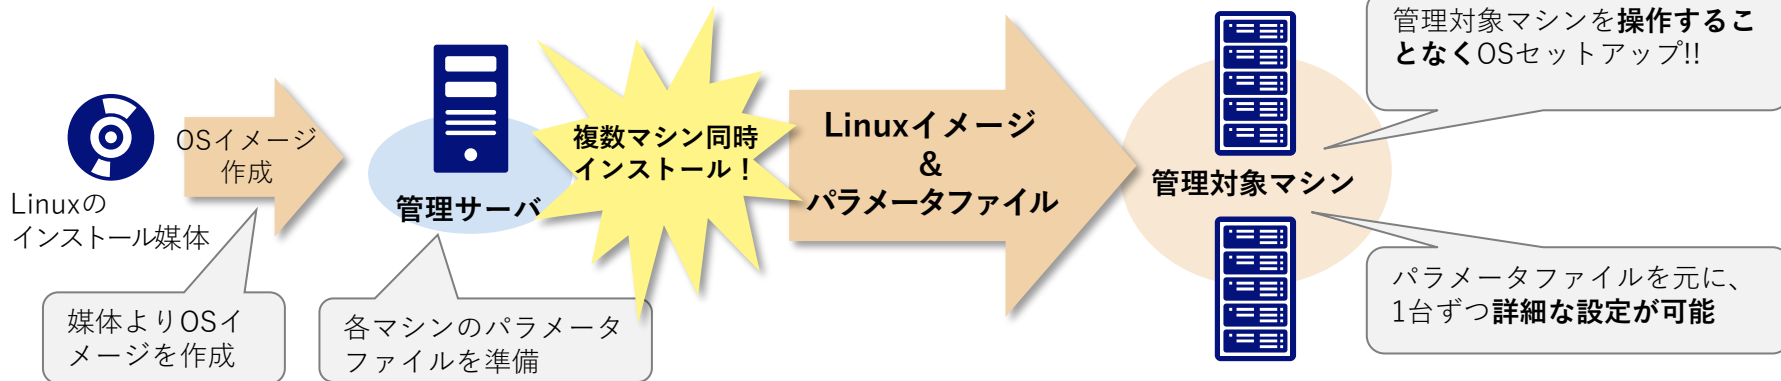 Linuxの
インストール媒体
OSイメージ
作成
媒体よりOSイ
メージを作成
管理サーバ
各マシンのパラメータ
ファイルを準備
複数マシン同時
インストール！
Linuxイメージ
&
パラメータファイル
管理対象マシン
管理対象マシンを操作するこ
となくOSセットアップ!!
パラメータファイルを元に、
1台ずつ詳細な設定が可能